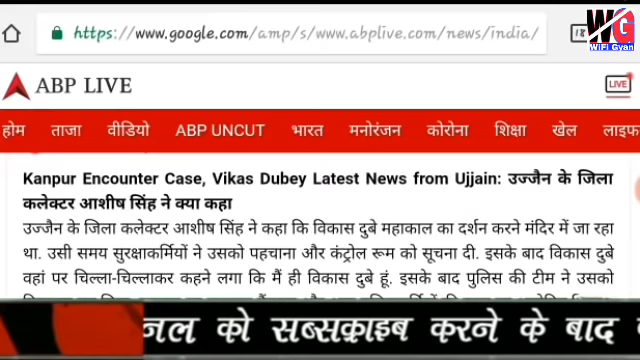 https://www.google.com/amp/s/www.abplive.com/news/india/
WG
WiFi Gyan
ABP LIVE
LIVE
होम ताजा वीडियो ABP UNCUT भारत मनोरंजन कोरोना शिक्षा खेल लाइफ
Kanpur Encounter Case, Vikas Dubey Latest News from Ujjain: उज्जैन के जिला
कलेक्टर आशीष सिंह ने क्या कहा
उज्जैन के जिला कलेक्टर आशीष सिंह ने कहा कि विकास दुबे महाकाल का दर्शन करने मंदिर में जा रहा
था. उसी समय सुरक्षाकर्मियों ने उसको पहचाना और कंट्रोल रूम को सूचना दी. इसके बाद विकास दुबे
वहां पर चिल्ला-चिल्लाकर कहने लगा कि मैं ही विकास दुबे हूं. इसके बाद पुलिस की टीम ने उसको
नल को सब्सक्राइब करने के बाद